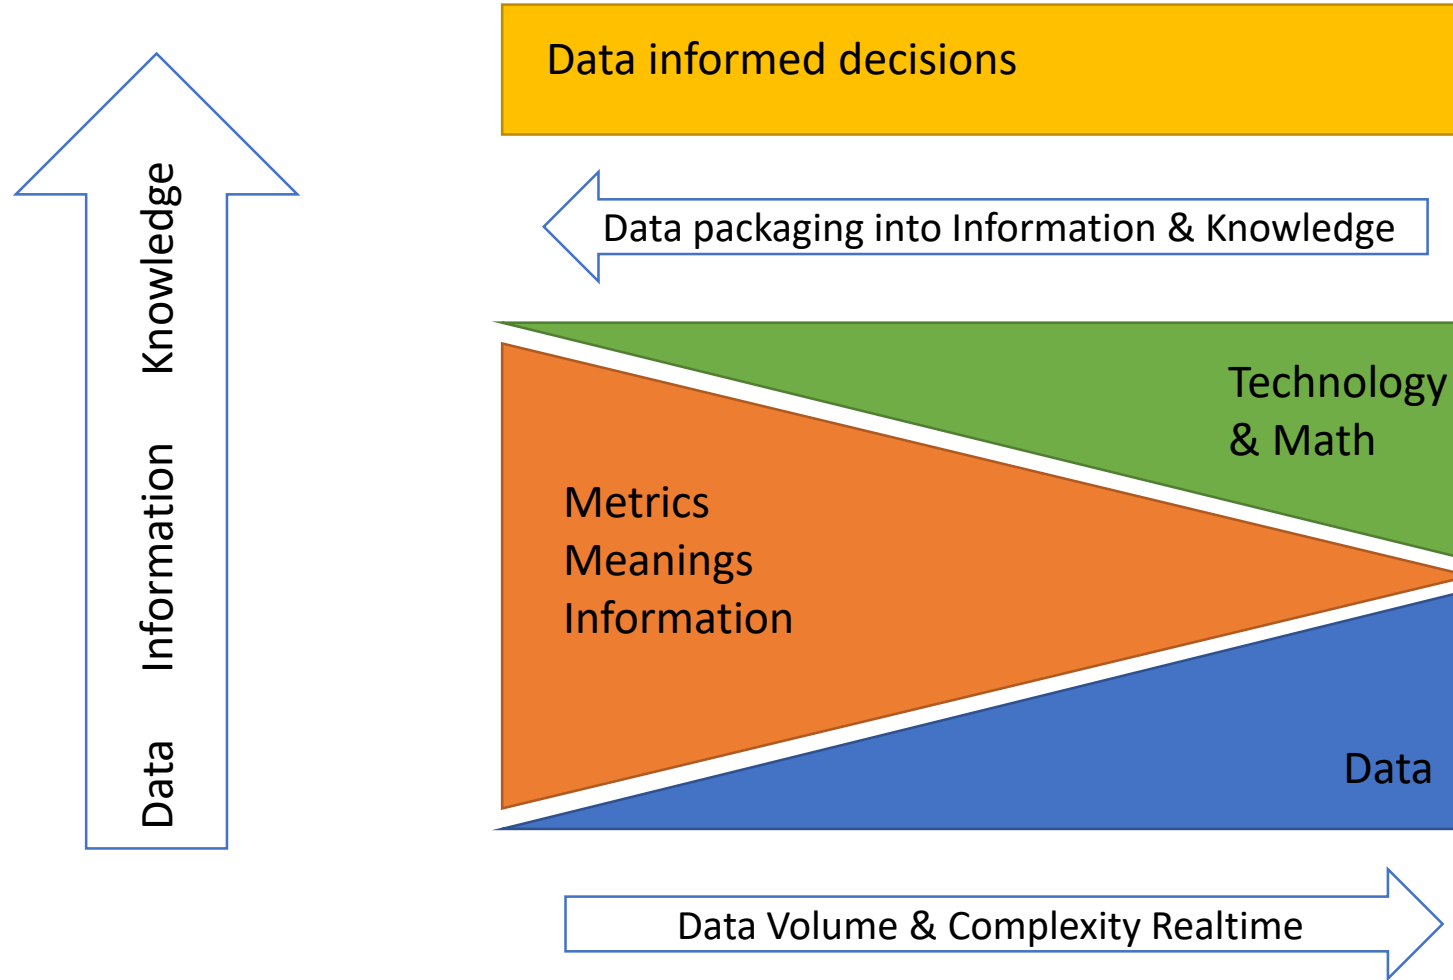 Data informed decisions
Data packaging into Information & Knowledge
Data Information Knowledge
Technology
& Math
Metrics
Meanings
Information
Data
Data Volume & Complexity Realtime